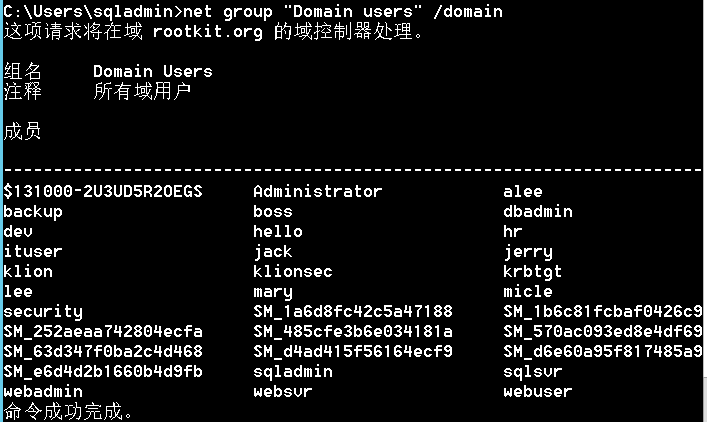 C:\Users\sqladmin>net group "Domain users" /domain
这项请求将在域 rootkit.org 的域控制器处理。
组名     Domain Users
注释     所有域用户
成员
-------------------------------------------------------------------------------
$131000-2U3UD5R2OEGS     Administrator            alee
backup                   boss                     dbadmin
dev                      hello                    hr
ituser                   jack                     jerry
klion                    klionsec                 krbtgt
lee                      mary                     micle
security                 SM_1a6d8fc42c5a47188     SM_1b6c81fcbaf0426c9
SM_252aeaa742804ecfa     SM_485cfe3b6e034181a     SM_570ac093ed8e4df69
SM_63d347f0ba2c4d468     SM_d4ad415f56164ecf9     SM_d6e60a95f817485a9
SM_e6d4d2b1660b4d9fb     sqladmin                 sqlsvr
webadmin                 websvr                   webuser
命令成功完成。